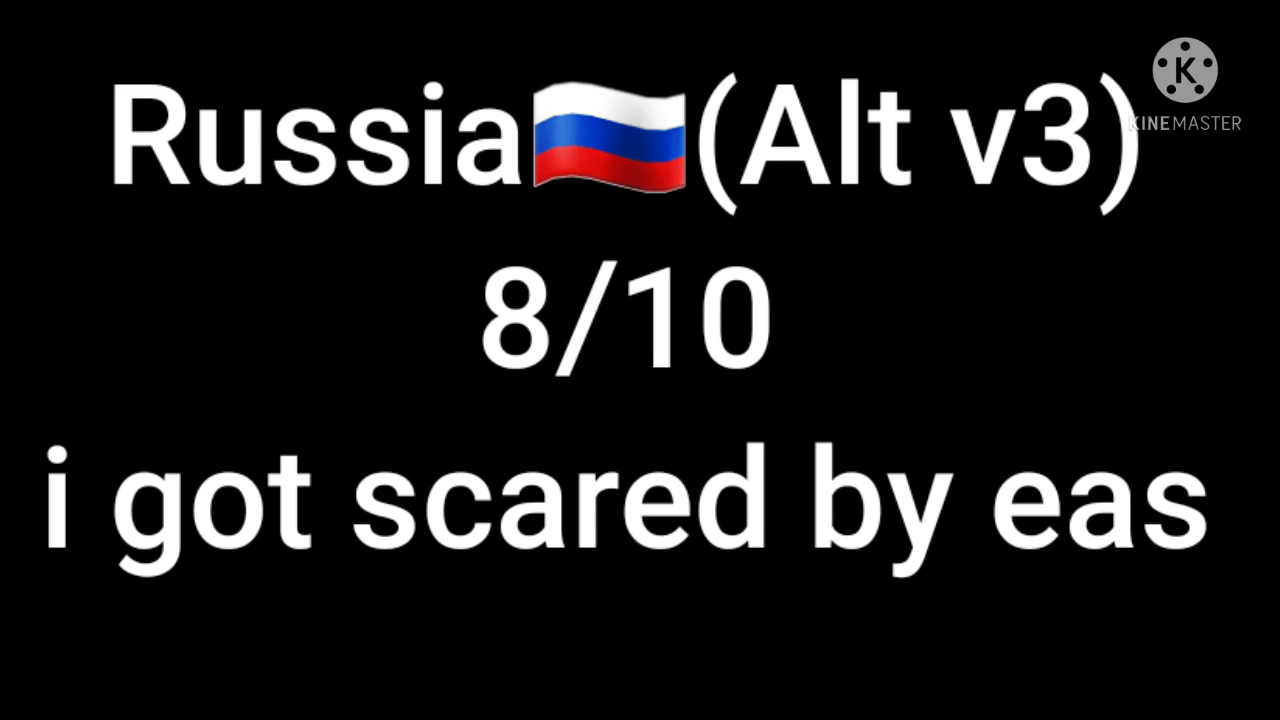 Russia🇷🇺(Alt v3)
8/10
i got scared by eas
K
KINEMASTER